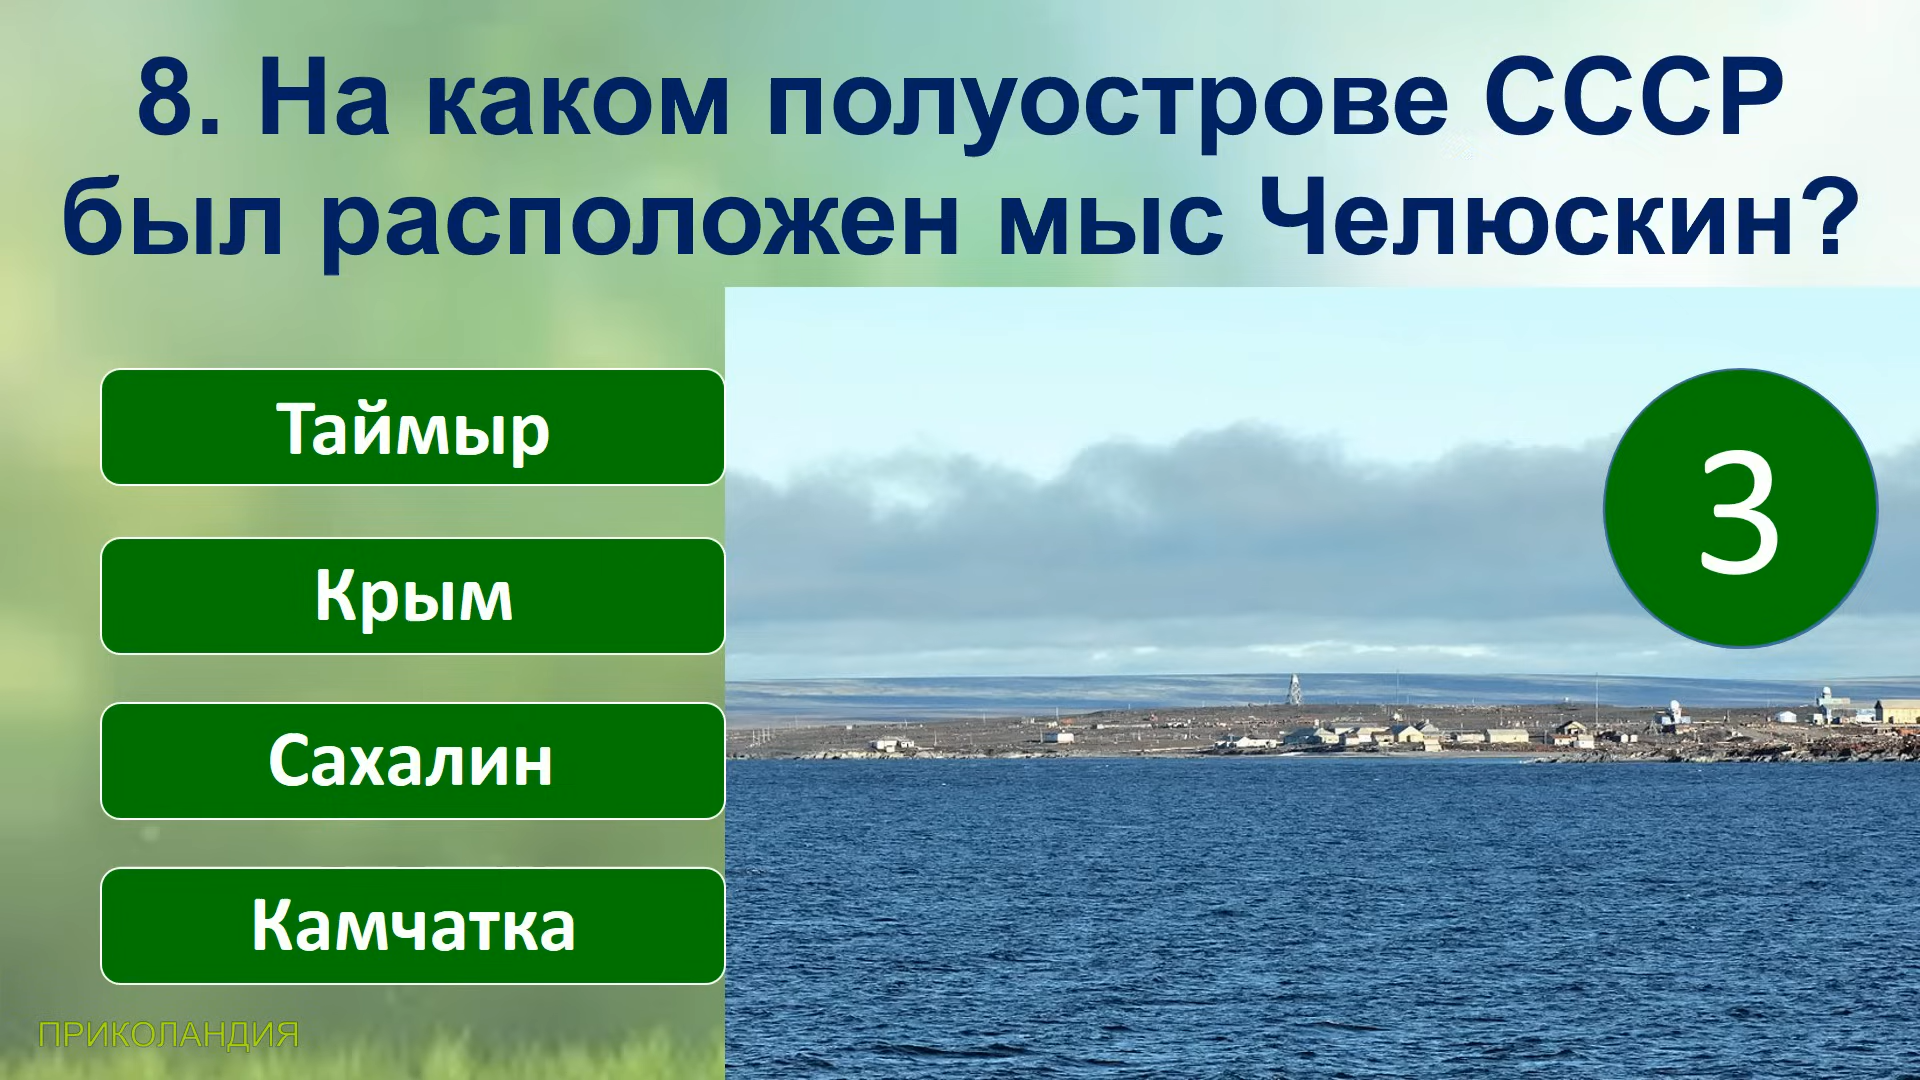 8. На каком полуострове СССР
был расположен мыс Челюскин?
Таймыр
Крым
Сахалин
Камчатка
3
ПРИКОЛАНДИЯ